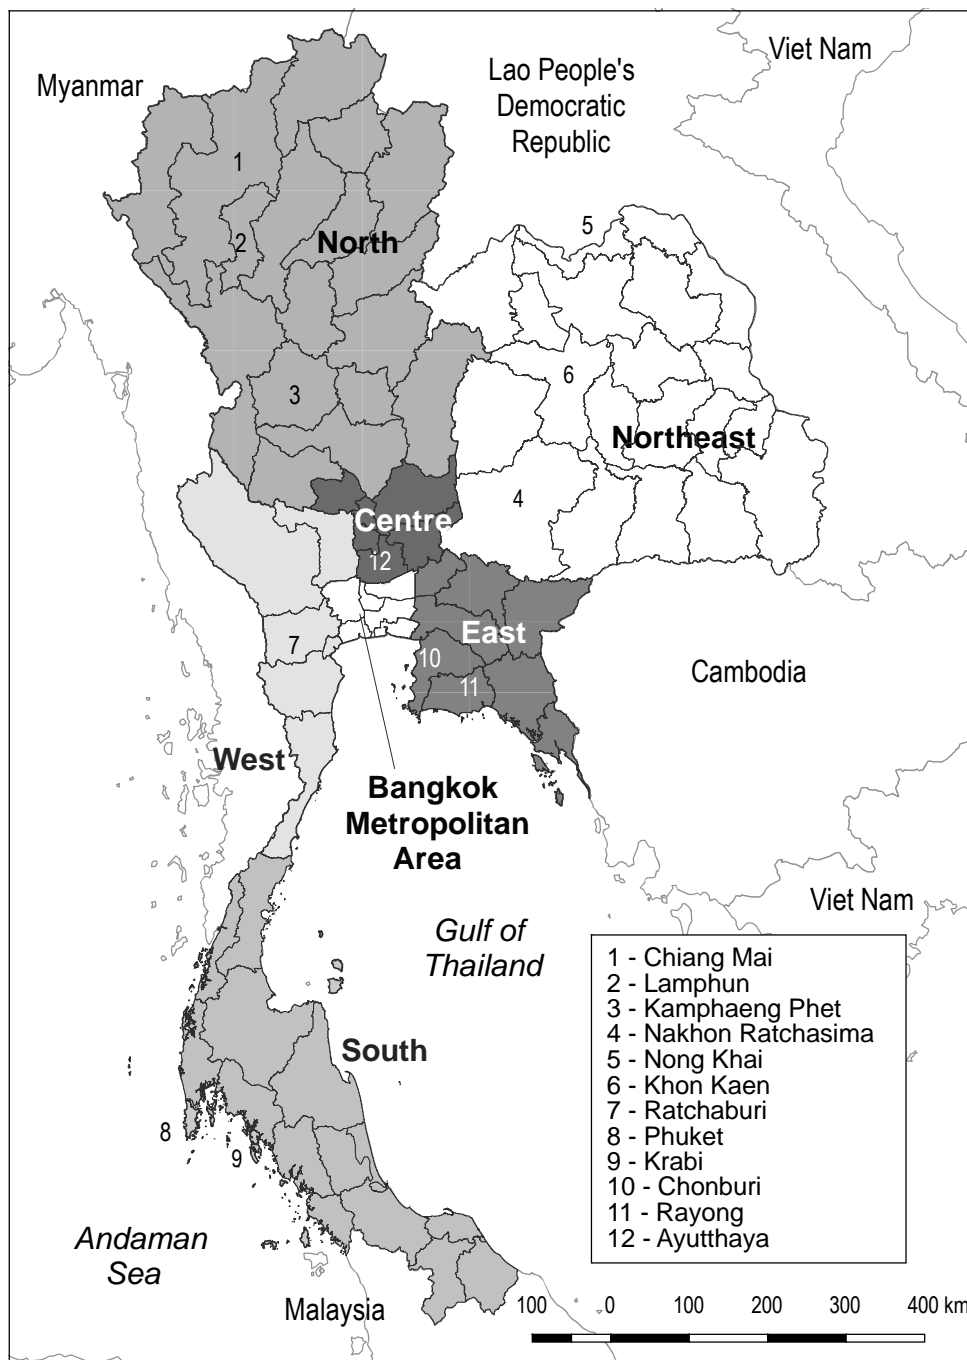 Viet Nam
Lao People's
Democratic
Republic
Myanmar
1
5
2
North
6
3
Northeast
4
Centre
12
East
7
10
11
Cambodia
West
Bangkok
Metropolitan
Area
Viet Nam
Gulf of
Thailand
South
8
9
Andaman
Sea
Malaysia
1 - Chiang Mai
2 - Lamphun
3 - Kamphaeng Phet
4 - Nakhon Ratchasima
5 - Nong Khai
6 - Khon Kaen
7 - Ratchaburi
8 - Phuket
9 - Krabi
10 - Chonburi
11 - Rayong
12 - Ayutthaya
100 0 100 200 300 400 km